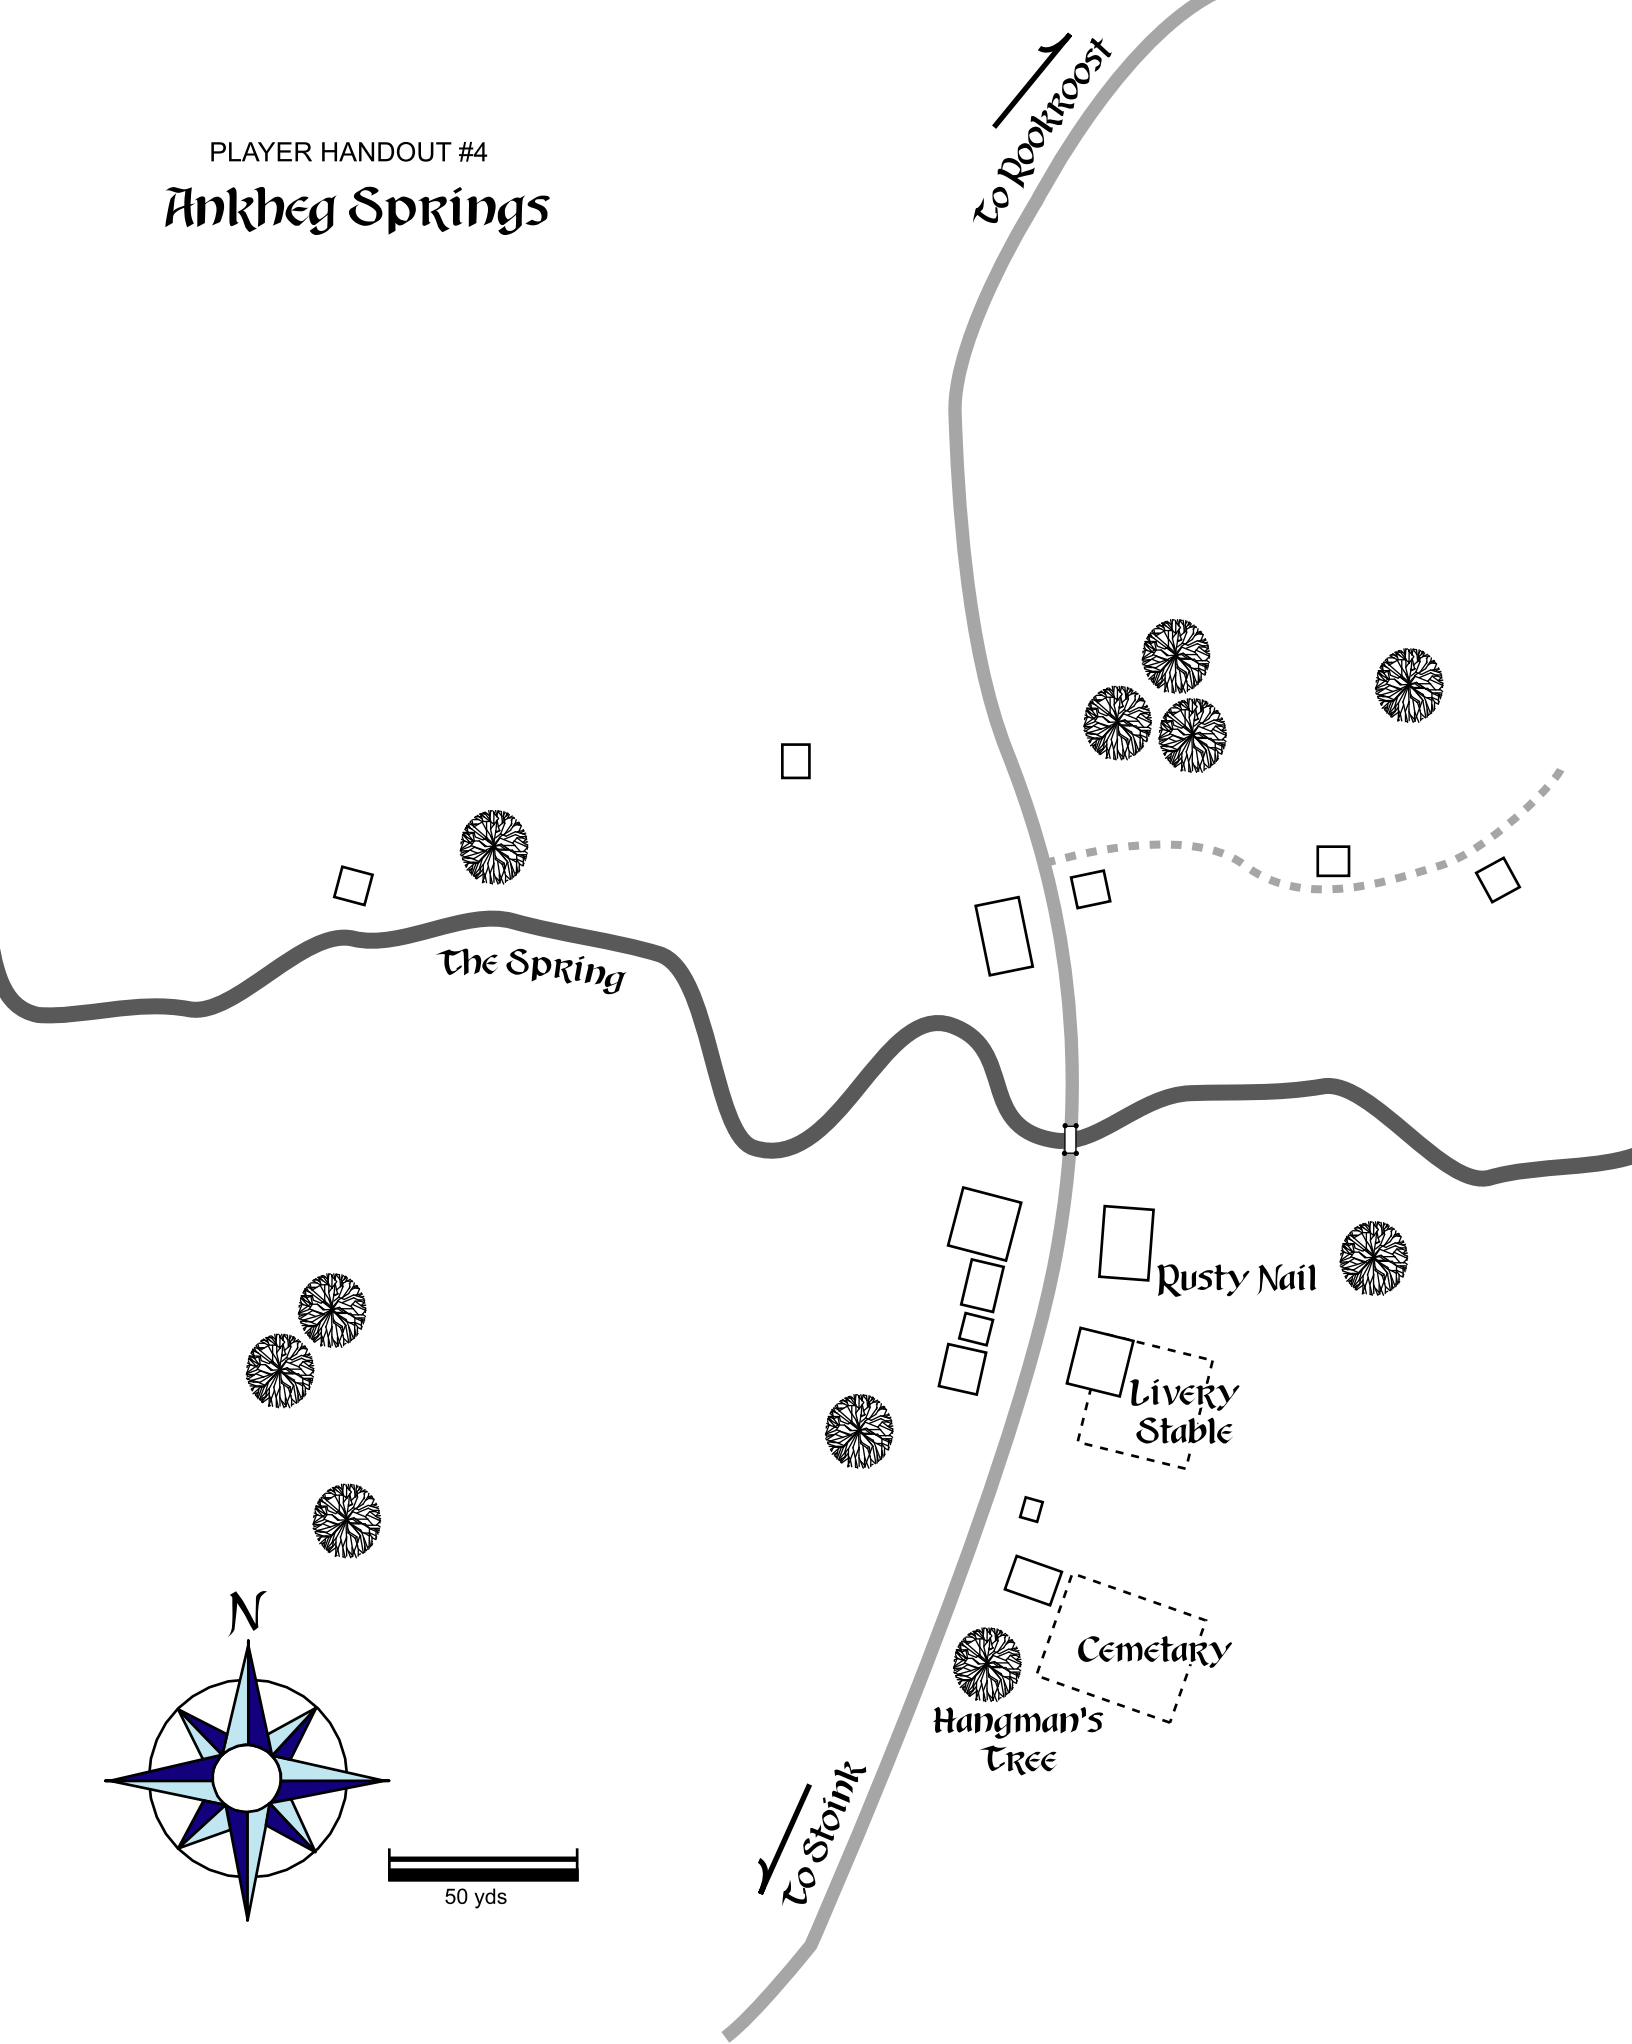 To Rookroost
PLAYER HANDOUT #4
Ankheg Springs
The Spring
Rusty Nail
Livery
Stable
N
Cemetary
Hangman's
Tree
To Stoink
50 yds